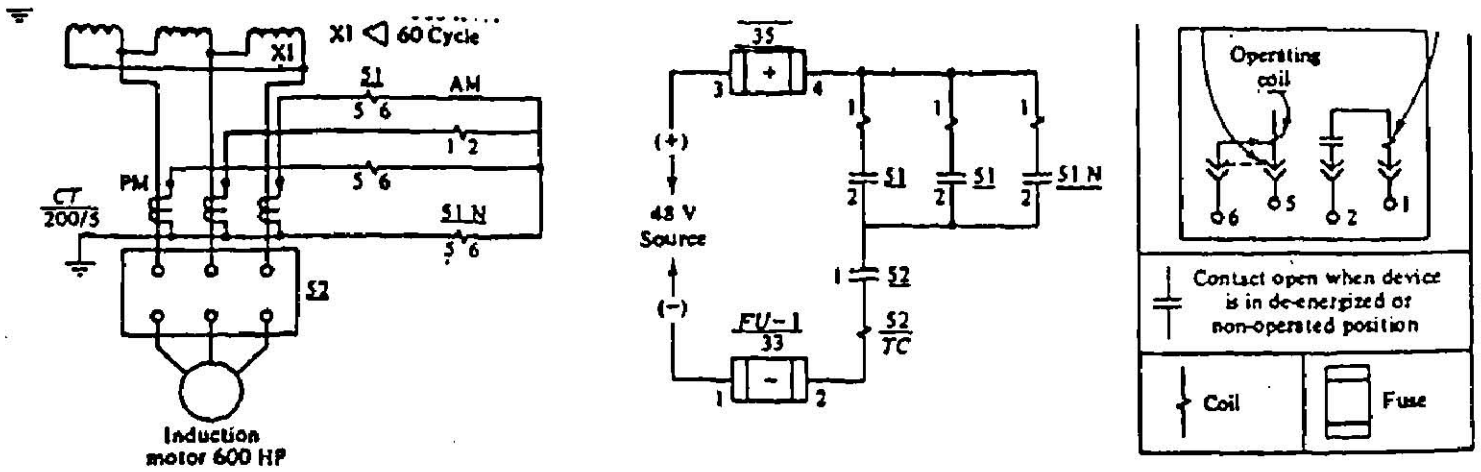 X1 60 Cycle
X1
51
AM
5 6
1 2
5 6
PM
CT
200/5
51 N
5 6
52
Induction
motor 600 HP
35
3 + 4
(+)
48 V
Source
(-)
1 1 1
2 51 2 51 2 51 N
1 52
52
TC
FU-1
33
1 - 2
Operating
coil
6 5 2 1
Contact open when device
is in de-energized or
non-operated position
Coil
Fuse